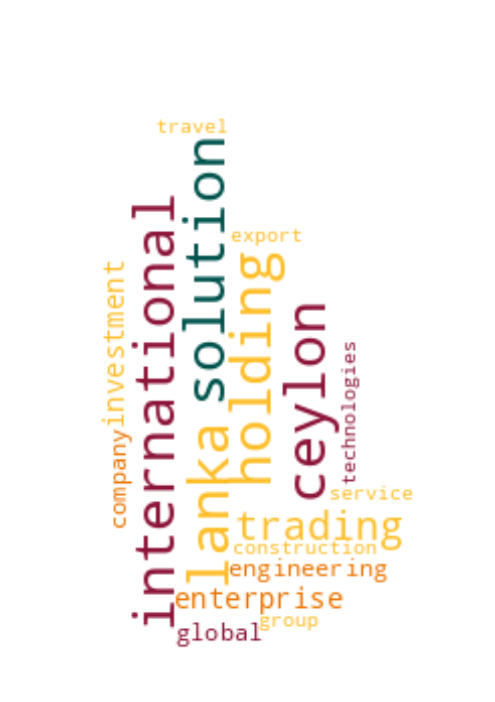 travel
solution
international
export
holding
investment
ceylon
technologies
lanka
company
service
trading
construction
engineering
enterprise
group
global